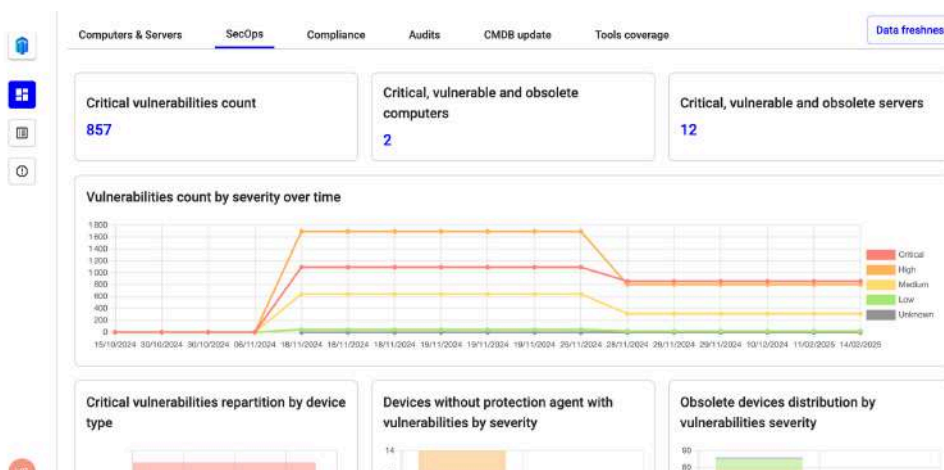 Computers & Servers SecOps Compliance Audits CMDB update Tools coverage Data freshnes
Critical vulnerabilities count
857
Critical, vulnerable and obsolete
computers
2
Critical, vulnerable and obsolete servers
12
Vulnerabilities count by severity over time
1 800
1 600
1 400
1 200
1 000
800
600
400
200
0
15/10/2024 30/10/2024 30/10/2024 06/11/2024 18/11/2024 18/11/2024 18/11/2024 19/11/2024 19/11/2024 19/11/2024 25/11/2024 28/11/2024 28/11/2024 29/11/2024 10/12/2024 11/02/2025 14/02/2025
Critical
High
Medium
Low
Unknown
Critical vulnerabilities repartition by device
type
Devices without protection agent with
vulnerabilities by severity
14
Obsolete devices distribution by
vulnerabilities severity
90
80